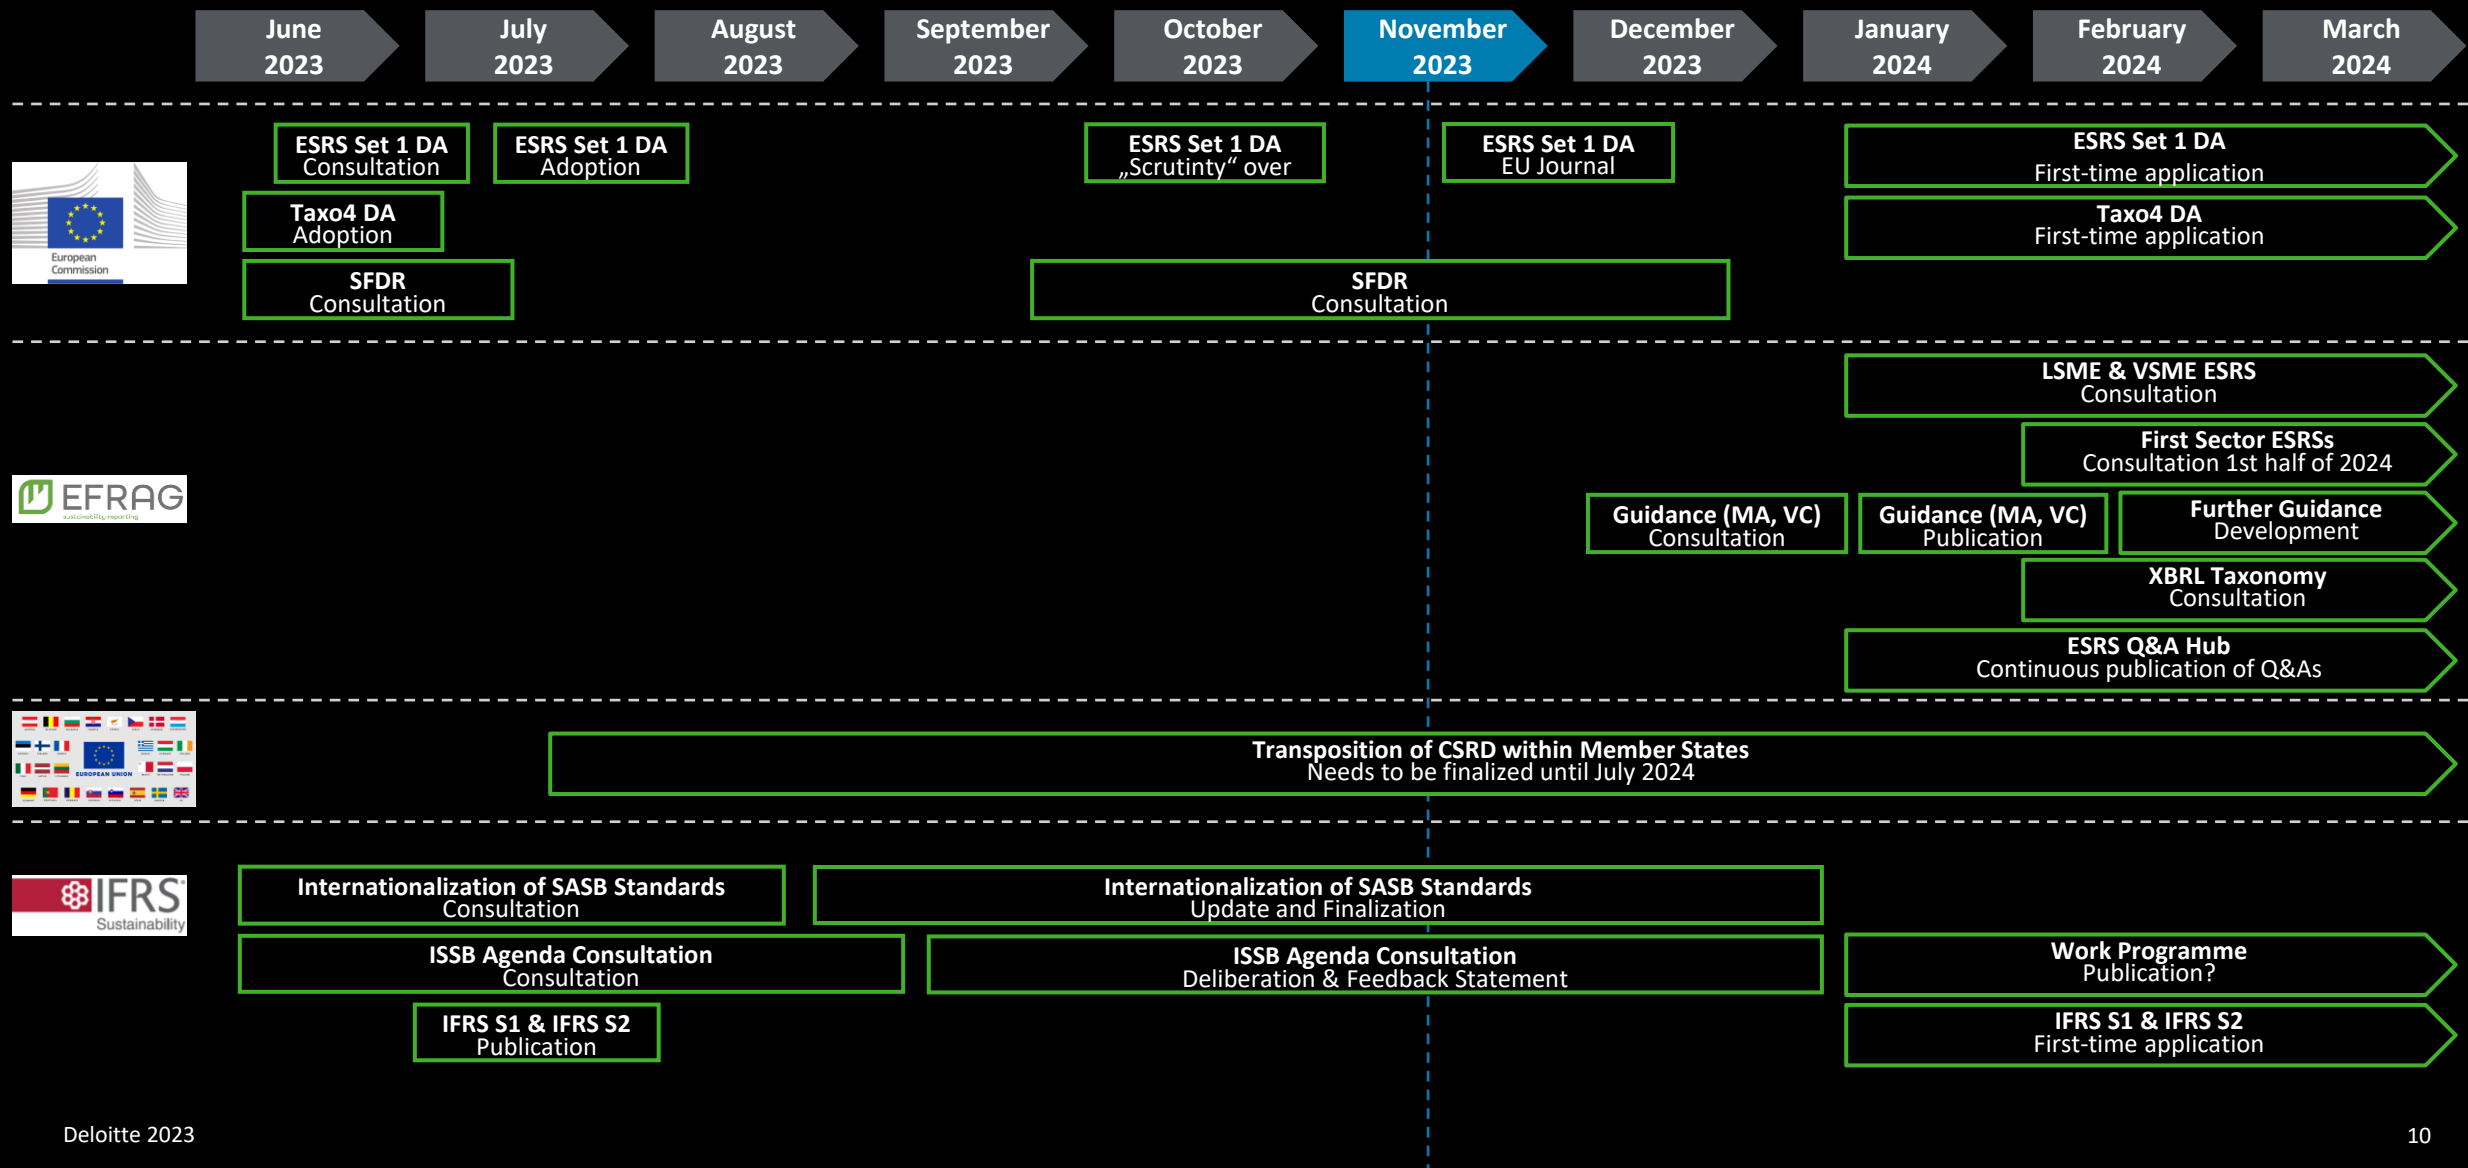 June
2023
July
2023
August
2023
September
2023
October
2023
November
2023
December
2023
January
2024
February
2024
March
2024
European
Commission
ESRS Set 1 DA
Consultation
ESRS Set 1 DA
Adoption
ESRS Set 1 DA
„Scrutinty“ over
ESRS Set 1 DA
EU Journal
ESRS Set 1 DA
First-time application
Taxo4 DA
Adoption
Taxo4 DA
First-time application
SFDR
Consultation
SFDR
Consultation
EFRAG
sustainability reporting
LSME & VSME ESRS
Consultation
First Sector ESRSs
Consultation 1st half of 2024
Guidance (MA, VC)
Consultation
Guidance (MA, VC)
Publication
Further Guidance
Development
XBRL Taxonomy
Consultation
ESRS Q&A Hub
Continuous publication of Q&As
EUROPEAN UNION
Transposition of CSRD within Member States
Needs to be finalized until July 2024
IFRS
Sustainability
Internationalization of SASB Standards
Consultation
Internationalization of SASB Standards
Update and Finalization
ISSB Agenda Consultation
Consultation
ISSB Agenda Consultation
Deliberation & Feedback Statement
Work Programme
Publication?
IFRS S1 & IFRS S2
Publication
IFRS S1 & IFRS S2
First-time application
Deloitte 2023
10